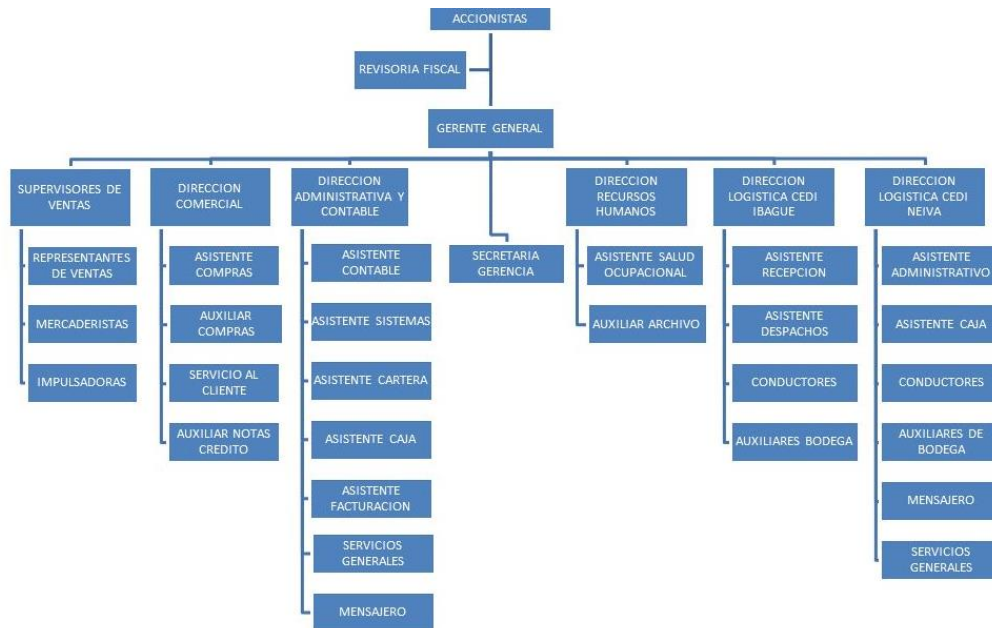 ACCIONISTAS
REVISORIA FISCAL
GERENTE GENERAL
SUPERVISORES DE
VENTAS
REPRESENTANTES
DE VENTAS
MERCADERISTAS
IMPULSADORAS
DIRECCION
COMERCIAL
ASISTENTE
COMPRAS
AUXILIAR
COMPRAS
SERVICIO AL
CLIENTE
AUXILIAR NOTAS
CREDITO
DIRECCION
ADMINISTRATIVA Y
CONTABLE
ASISTENTE
CONTABLE
ASISTENTE SISTEMAS
ASISTENTE CARTERA
ASISTENTE CAJA
ASISTENTE
FACTURACION
SERVICIOS
GENERALES
MENSAJERO
SECRETARIA
GERENCIA
DIRECCION
RECURSOS
HUMANOS
ASISTENTE SALUD
OCUPACIONAL
AUXILIAR ARCHIVO
DIRECCION
LOGISTICA CEDI
IBAGUE
ASISTENTE
RECEPCION
ASISTENTE
DESPACHOS
CONDUCTORES
AUXILIARES BODEGA
DIRECCION
LOGISTICA CEDI
NEIVA
ASISTENTE
ADMINISTRATIVO
ASISTENTE CAJA
CONDUCTORES
AUXILIARES DE
BODEGA
MENSAJERO
SERVICIOS
GENERALES